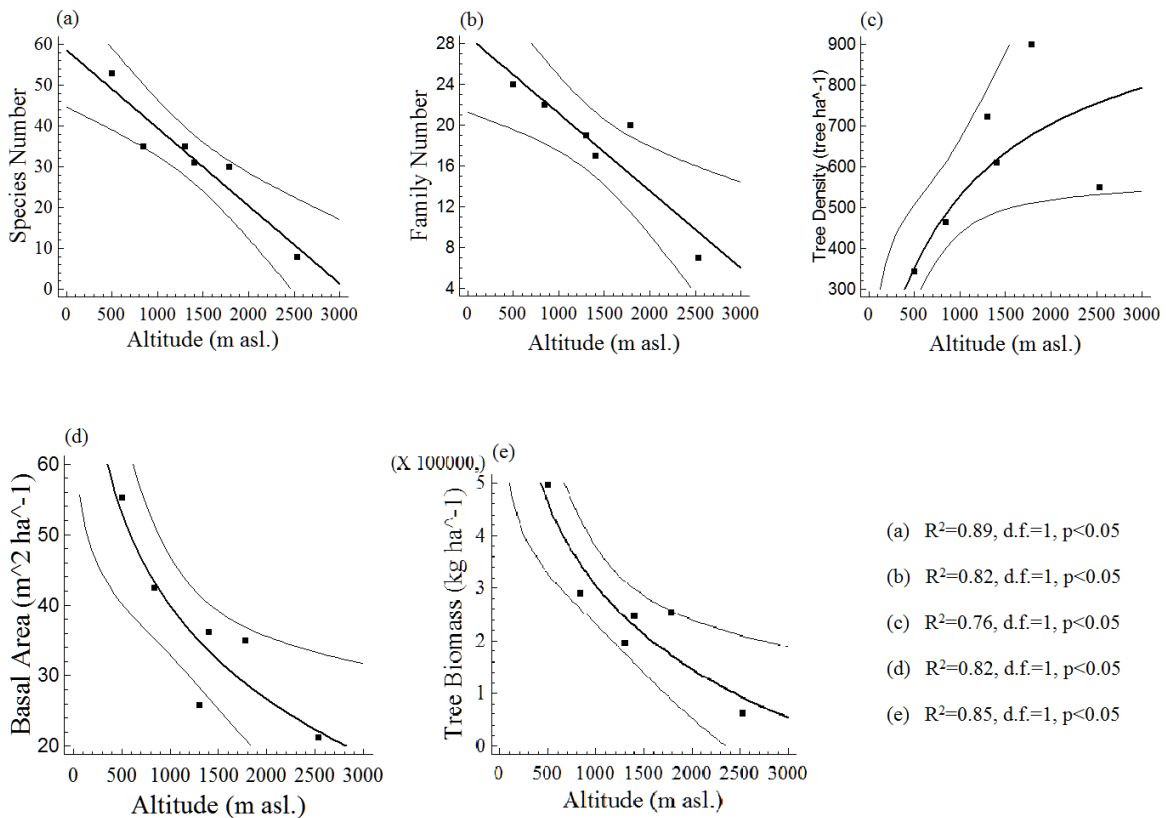 (a)
Species Number
60
50
40
30
20
10
0
0 500 1000 1500 2000 2500 3000
Altitude (m asl.)
(b)
Family Number
28
24
20
16
12
8
4
0 500 1000 1500 2000 2500 3000
Altitude (m asl.)
(c)
Tree Density (tree ha^-1)
900
800
700
600
500
400
300
0 500 1000 1500 2000 2500 3000
Altitude (m asl.)
(d)
Basal Area (m^2 ha^-1)
60
50
40
30
20
0 500 1000 1500 2000 2500 3000
Altitude (m asl.)
(e)
(X 100000,)
Tree Biomass (kg ha^-1)
5
4
3
2
1
0
0 500 1000 1500 2000 2500 3000
Altitude (m asl.)
(a) R²=0.89, d.f.=1, p<0.05
(b) R²=0.82, d.f.=1, p<0.05
(c) R²=0.76, d.f.=1, p<0.05
(d) R²=0.82, d.f.=1, p<0.05
(e) R²=0.85, d.f.=1, p<0.05